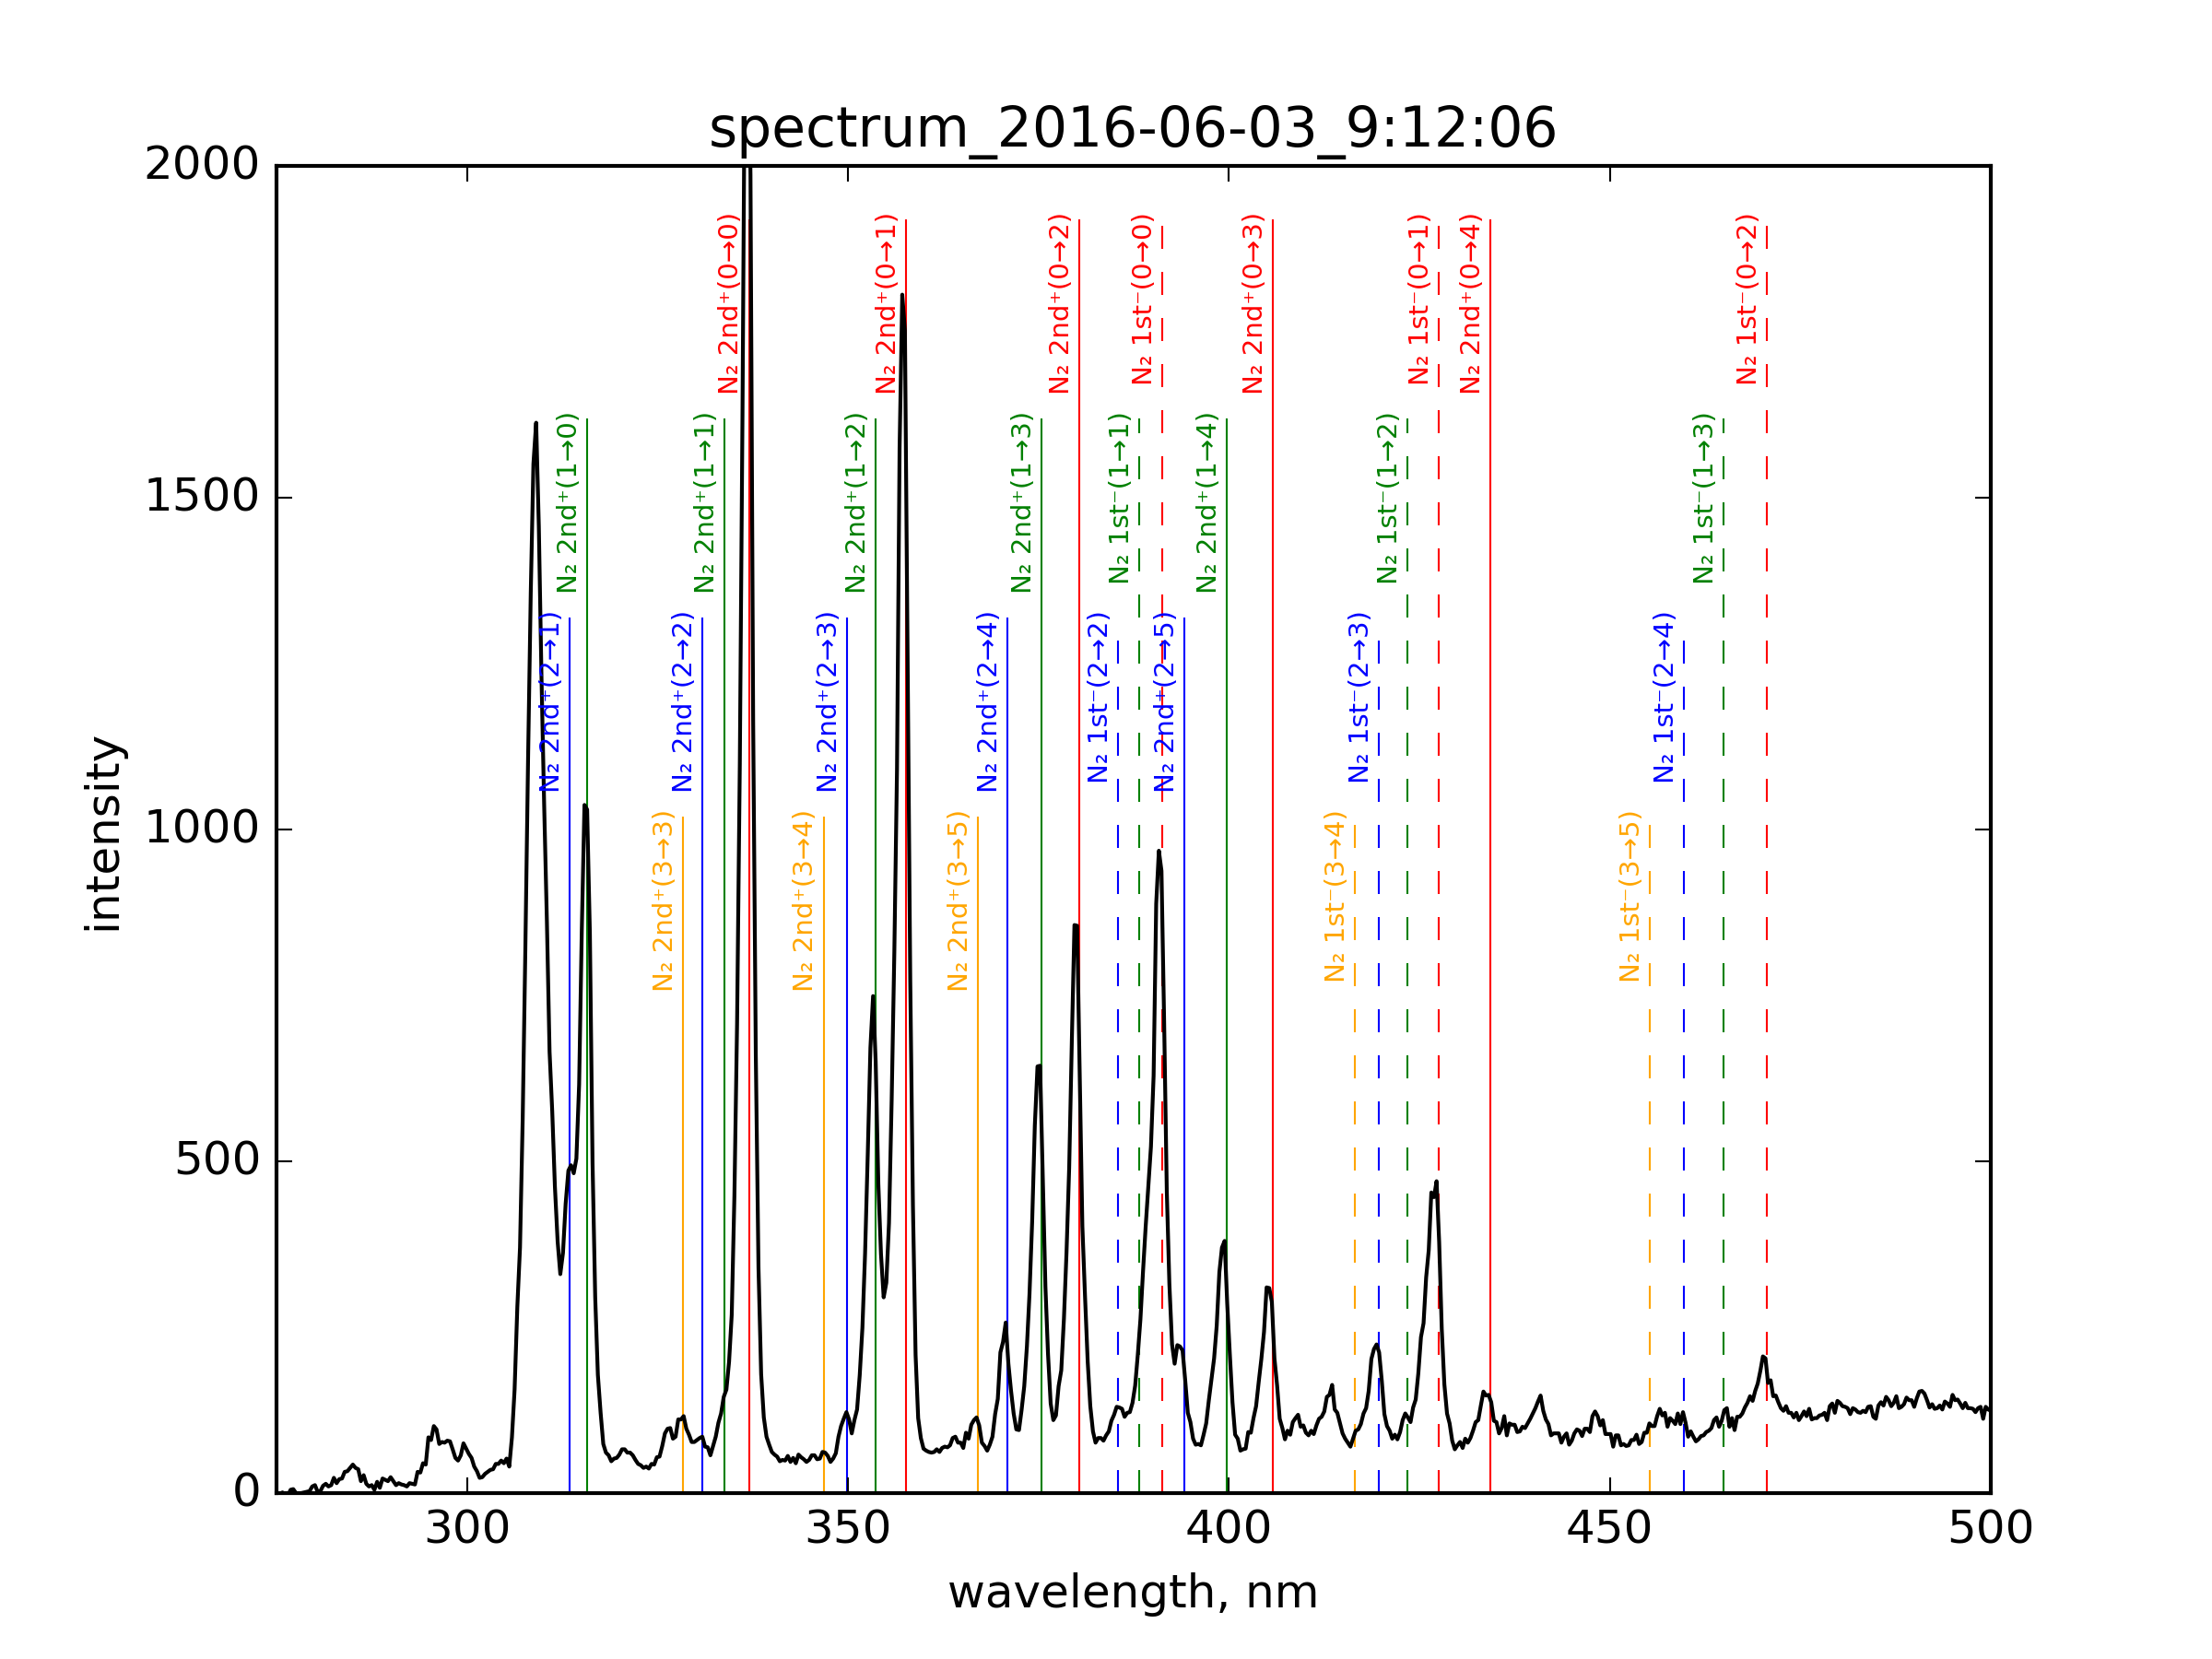 spectrum_2016-06-03_9:12:06
2000
1500
1000
500
0
intensity
N₂ 2nd⁺(0→0)
N₂ 2nd⁺(0→1)
N₂ 2nd⁺(0→2)
N₂ 1st⁻(0→0)
N₂ 2nd⁺(0→3)
N₂ 1st⁻(0→1)
N₂ 2nd⁺(0→4)
N₂ 1st⁻(0→2)
N₂ 2nd⁺(1→0)
N₂ 2nd⁺(1→1)
N₂ 2nd⁺(1→2)
N₂ 2nd⁺(1→3)
N₂ 1st⁻(1→1)
N₂ 2nd⁺(1→4)
N₂ 1st⁻(1→2)
N₂ 1st⁻(1→3)
N₂ 2nd⁺(2→1)
N₂ 2nd⁺(2→2)
N₂ 2nd⁺(2→3)
N₂ 2nd⁺(2→4)
N₂ 1st⁻(2→2)
N₂ 2nd⁺(2→5)
N₂ 1st⁻(2→3)
N₂ 1st⁻(2→4)
N₂ 2nd⁺(3→3)
N₂ 2nd⁺(3→4)
N₂ 2nd⁺(3→5)
N₂ 1st⁻(3→4)
N₂ 1st⁻(3→5)
300 350 400 450 500
wavelength, nm